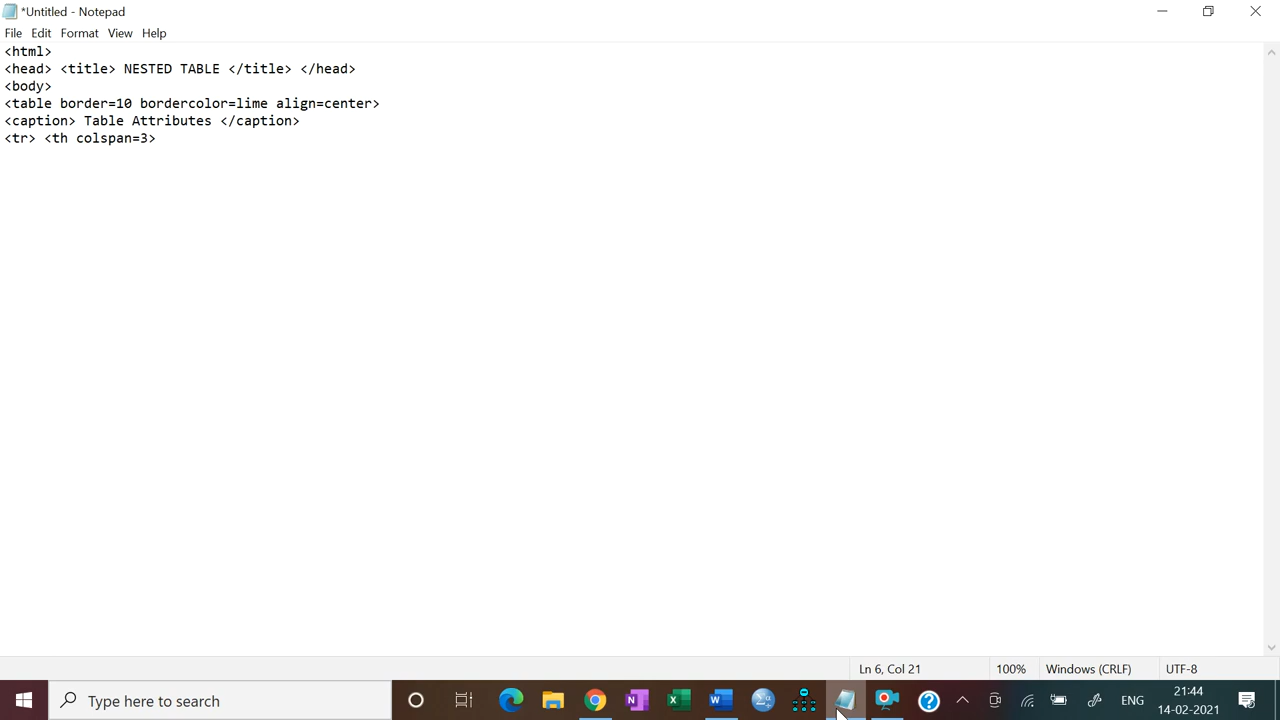 *Untitled - Notepad
File Edit Format View Help
<html>
<head> <title> NESTED TABLE </title> </head>
<body>
<table border=10 bordercolor=lime align=center>
<caption> Table Attributes </caption>
<tr> <th colspan=3>
Ln 6, Col 21 100% Windows (CRLF) UTF-8
Type here to search ENG 21:44
14-02-2021